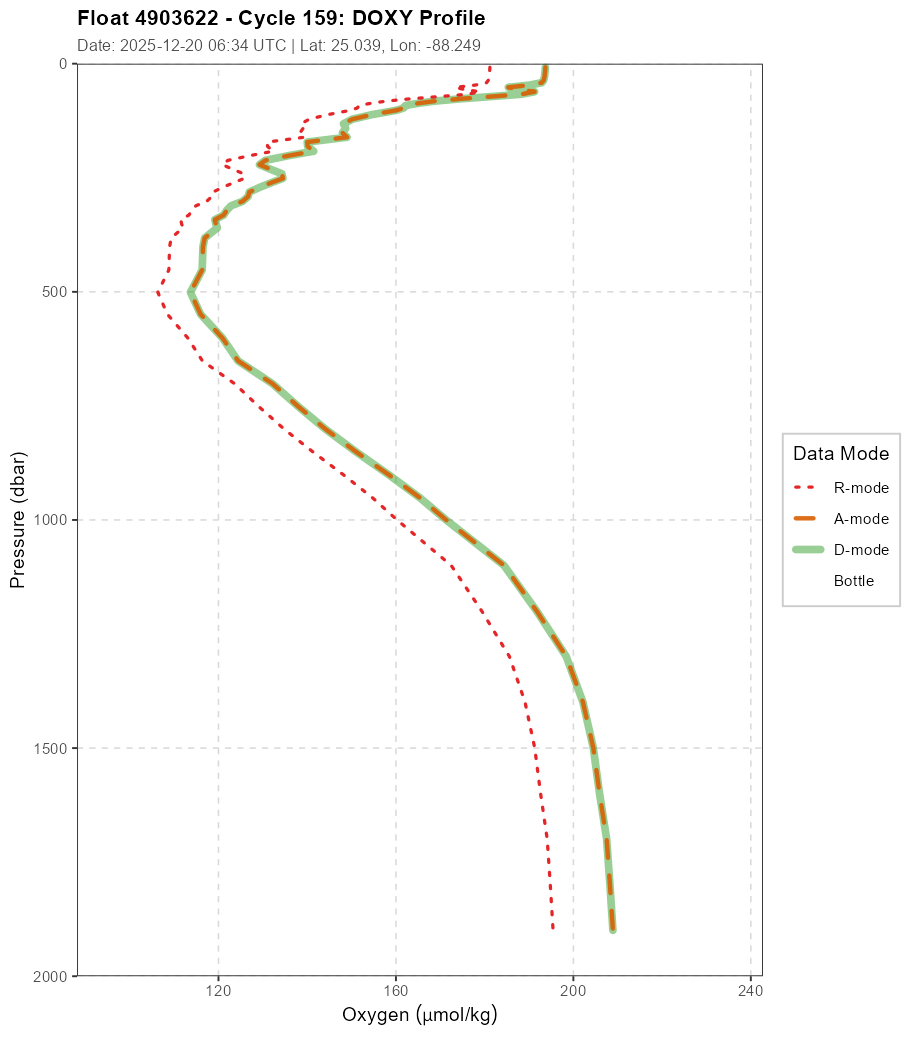 Float 4903622 - Cycle 159: DOXY Profile
Date: 2025-12-20 06:34 UTC | Lat: 25.039, Lon: -88.249
0
500
1000
1500
2000
Pressure (dbar)
120 160 200 240
Oxygen (μmol/kg)
Data Mode
R-mode
A-mode
D-mode
Bottle